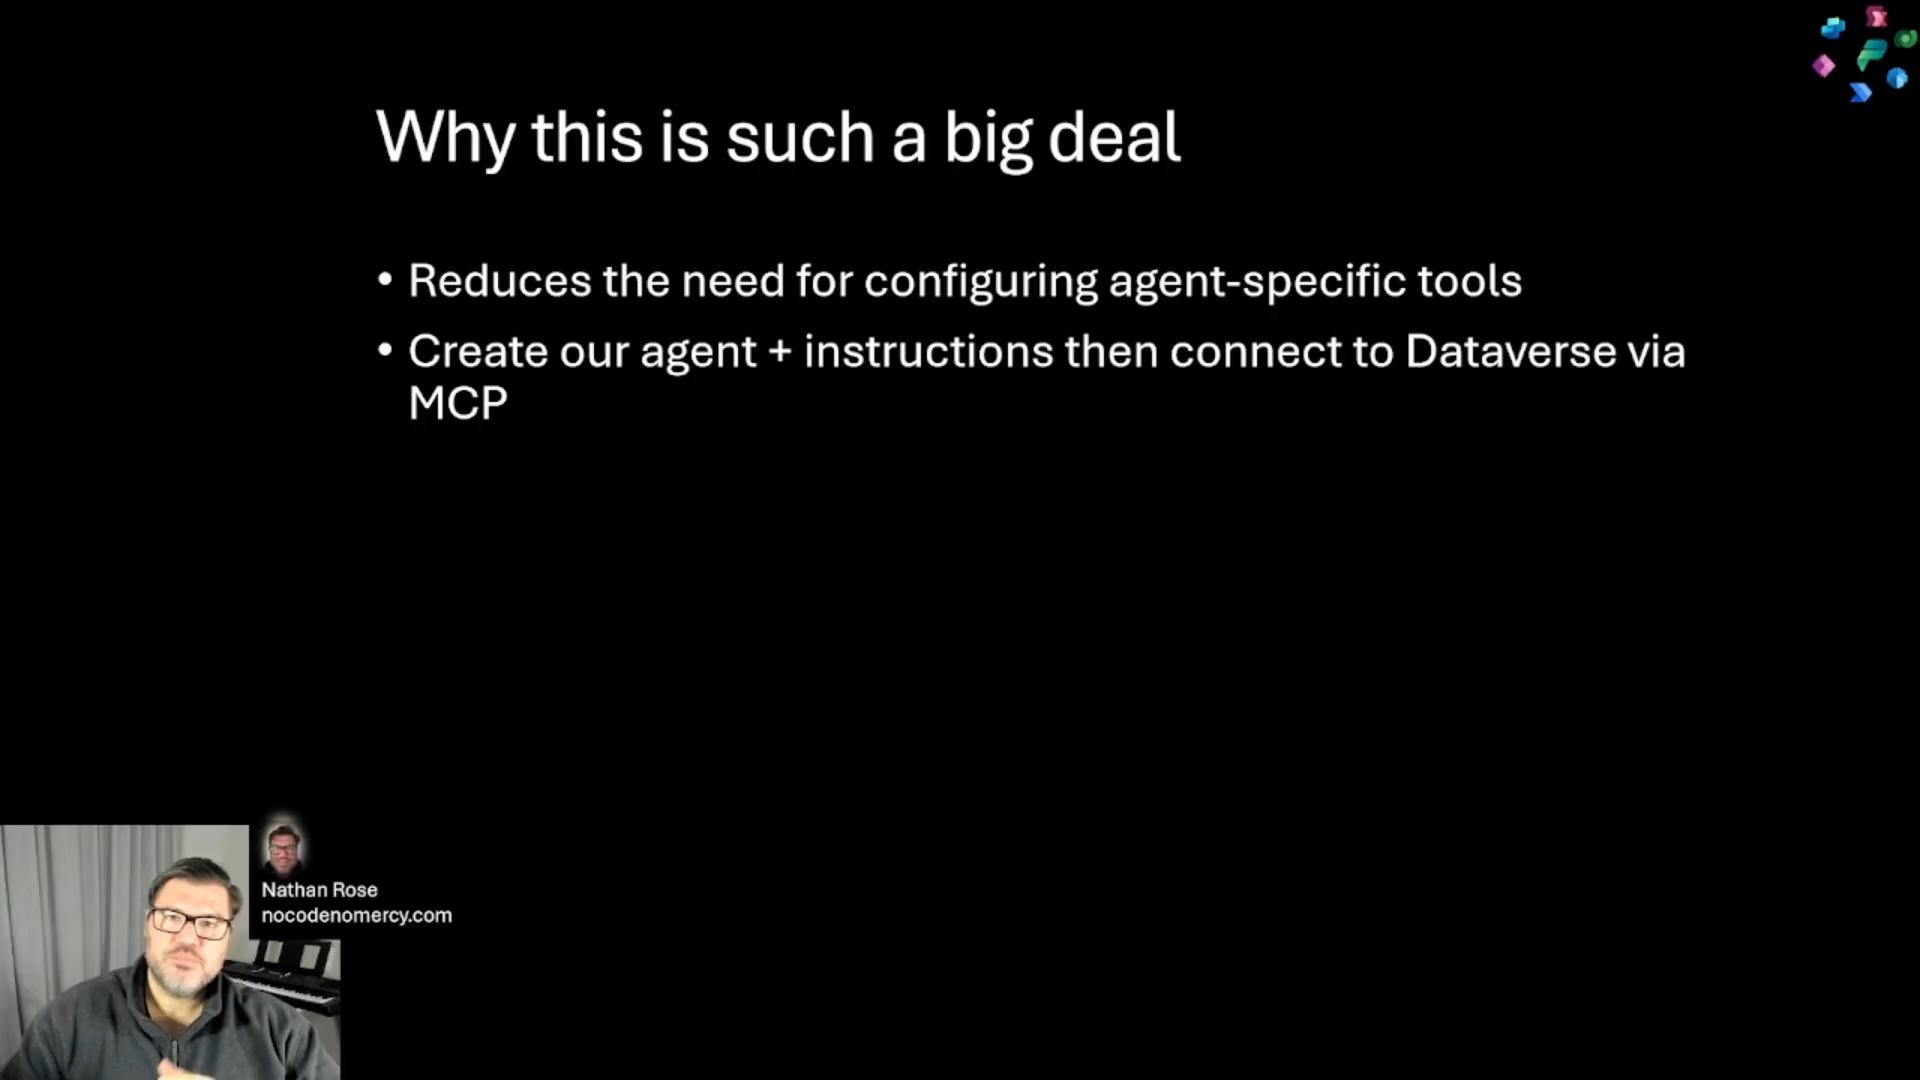 Why this is such a big deal
• Reduces the need for configuring agent-specific tools
• Create our agent + instructions then connect to Dataverse via
MCP
Nathan Rose
nocodenomercy.com